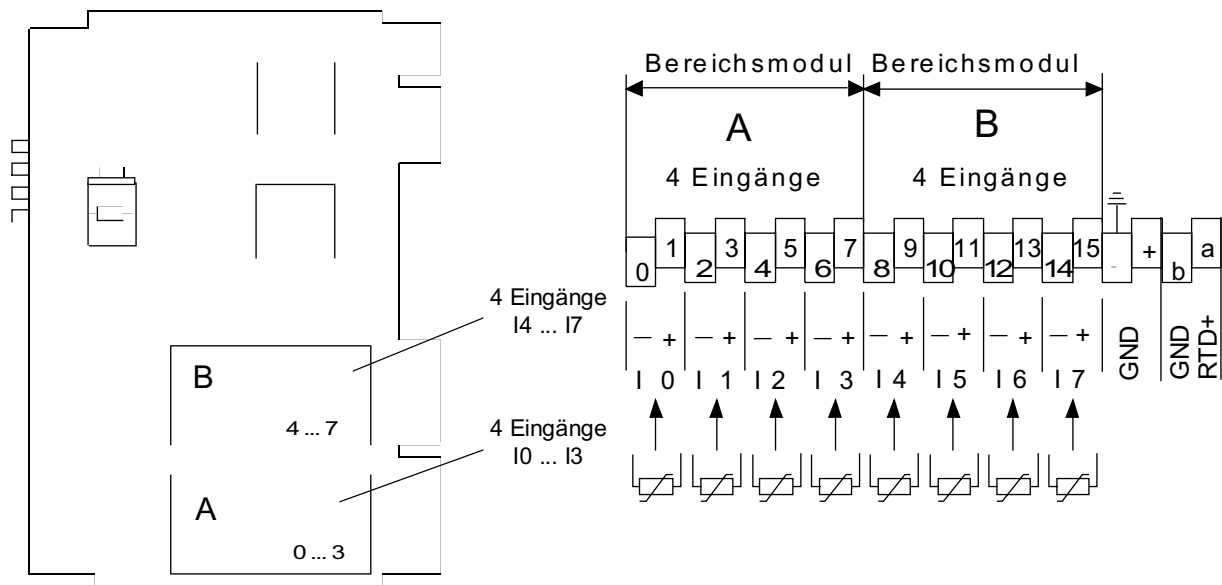 4 Eingänge
I4 ... I7
B
4 ... 7
4 Eingänge
I0 ... I3
A
0 ... 3
Bereichsmodul Bereichsmodul
A B
4 Eingänge 4 Eingänge
0 1 2 3 4 5 6 7 8 9 10 11 12 13 14 15 - + b a
— + — + — + — + — + — + — + — +
I 0 I 1 I 2 I 3 I 4 I 5 I 6 I 7
GND
GND
RTD+